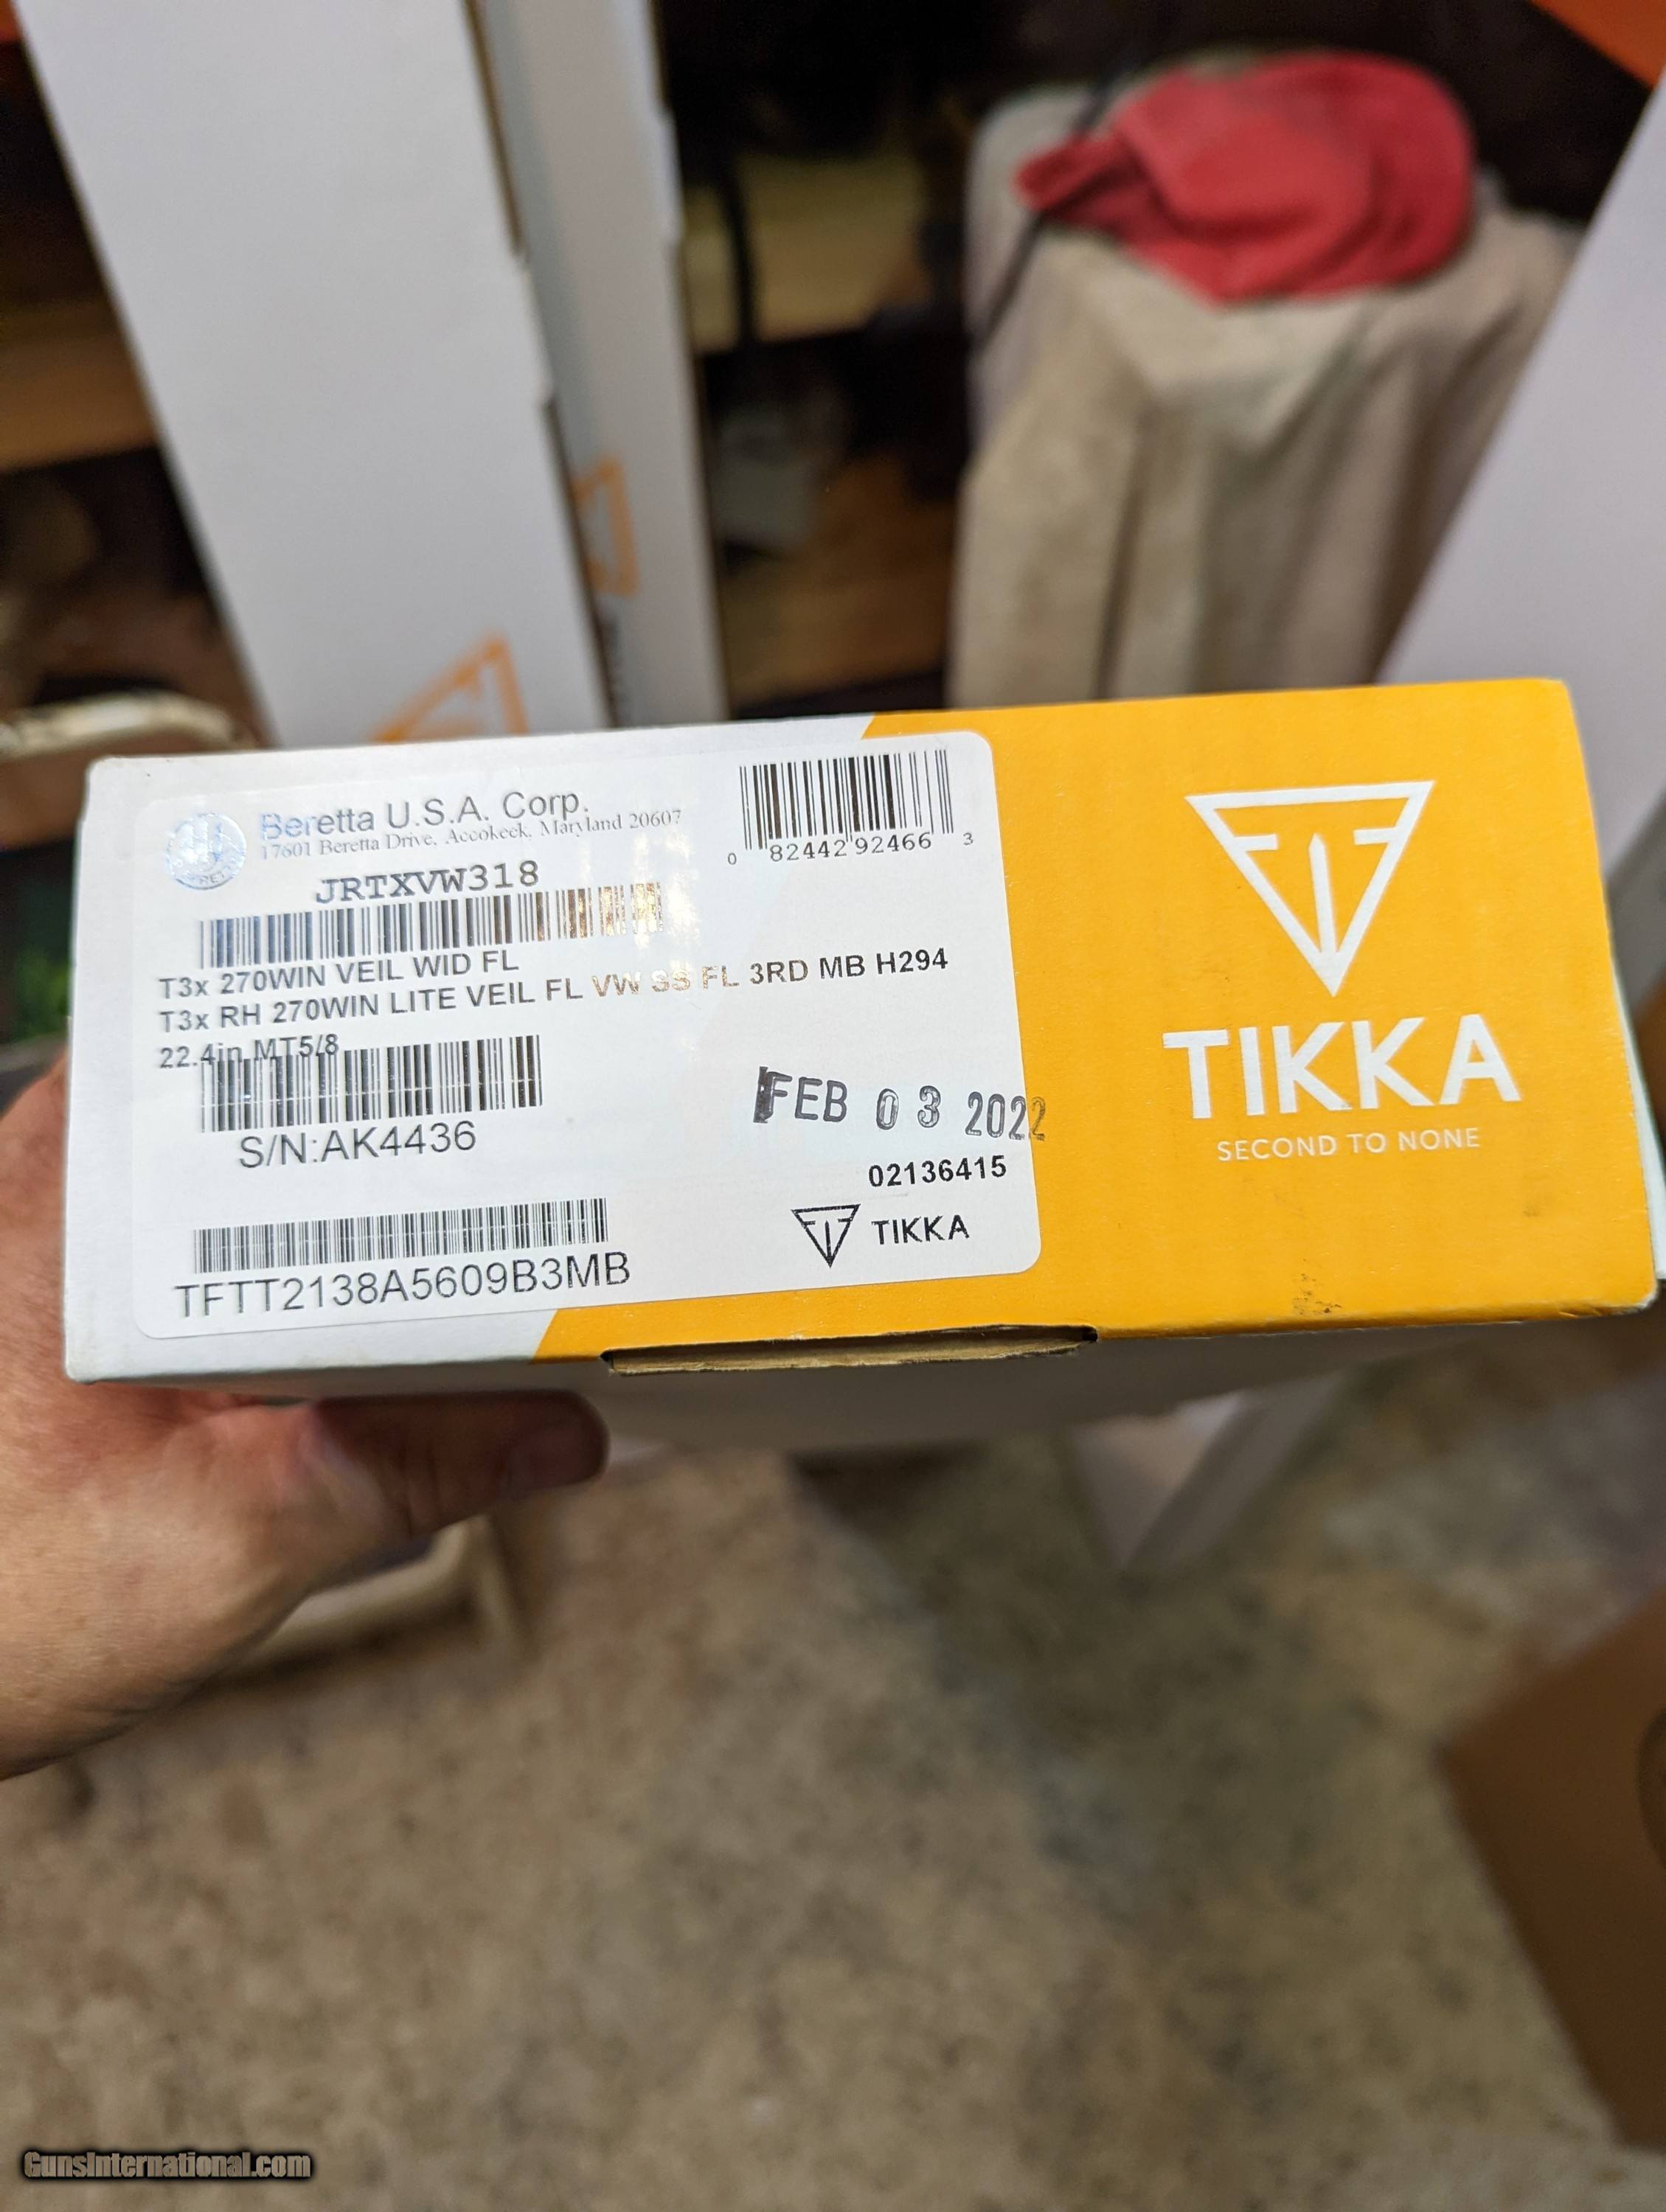 Beretta U.S.A. Corp.
17601 Beretta Drive, Accokeek, Maryland 20607
0 82442 92466 3
JRTXVW318
T3x 270WIN VEIL WID FL
T3x RH 270WIN LITE VEIL FL VW SS FL 3RD MB H294
22.4in MT5/8
S/N:AK4436
FEB 03 2022
02136415
TIKKA
TFTT2138A5609B3MB
TIKKA
SECOND TO NONE
GunsInternational.com